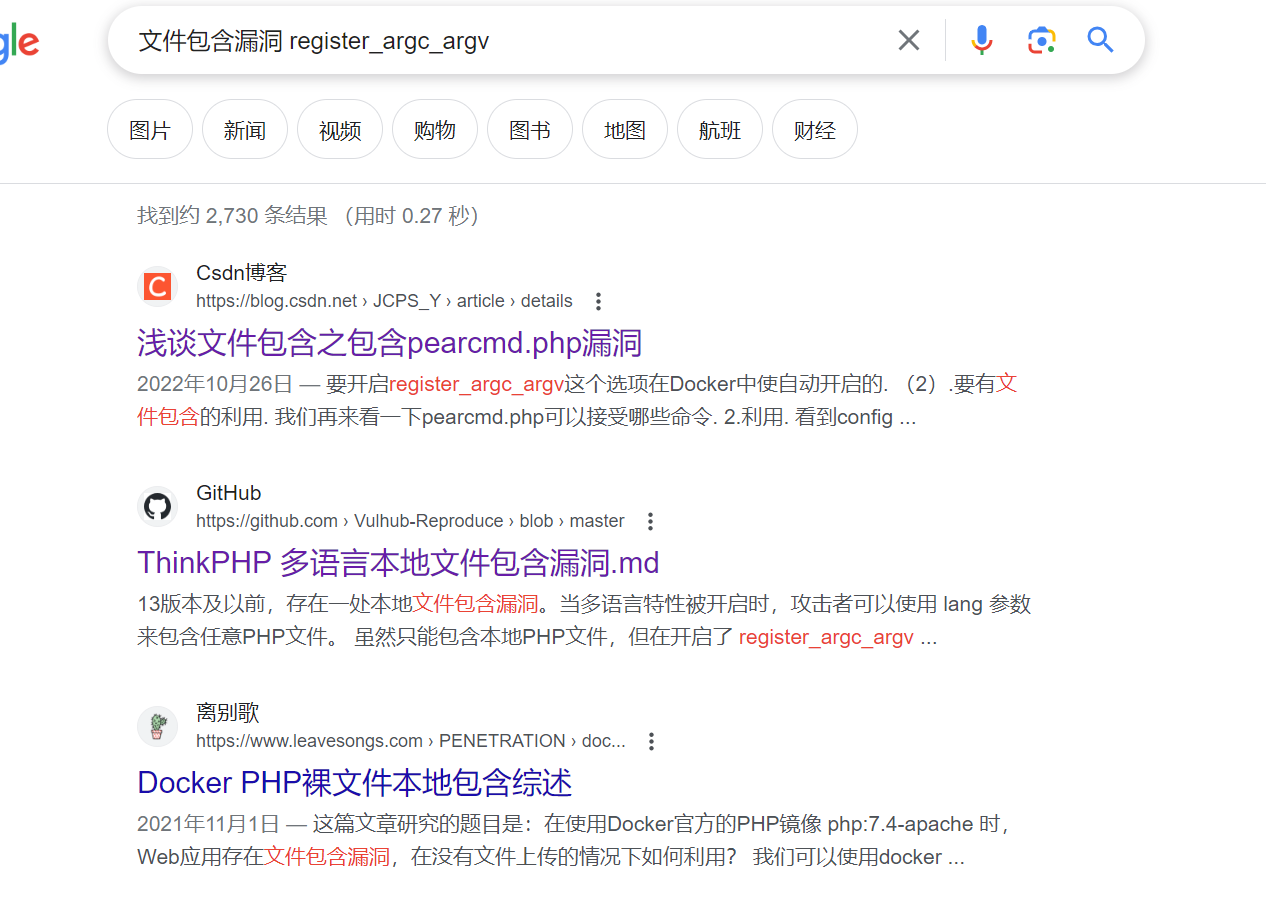 gle
文件包含漏洞 register_argc_argv
图片 新闻 视频 购物 图书 地图 航班 财经
找到约 2,730 条结果 （用时 0.27 秒）
Csdn博客
https://blog.csdn.net › JCPS_Y › article › details
浅谈文件包含之包含pearcmd.php漏洞
2022年10月26日 — 要开启register_argc_argv这个选项在Docker中使自动开启的. （2）.要有文
件包含的利用. 我们再来看一下pearcmd.php可以接受哪些命令. 2.利用. 看到config ...
GitHub
https://github.com › Vulhub-Reproduce › blob › master
ThinkPHP 多语言本地文件包含漏洞.md
13版本及以前，存在一处本地文件包含漏洞。当多语言特性被开启时，攻击者可以使用 lang 参数
来包含任意PHP文件。 虽然只能包含本地PHP文件，但在开启了 register_argc_argv ...
离别歌
https://www.leavesongs.com › PENETRATION › doc...
Docker PHP裸文件本地包含综述
2021年11月1日 — 这篇文章研究的题目是：在使用Docker官方的PHP镜像 php:7.4-apache 时，
Web应用存在文件包含漏洞，在没有文件上传的情况下如何利用？ 我们可以使用docker ...